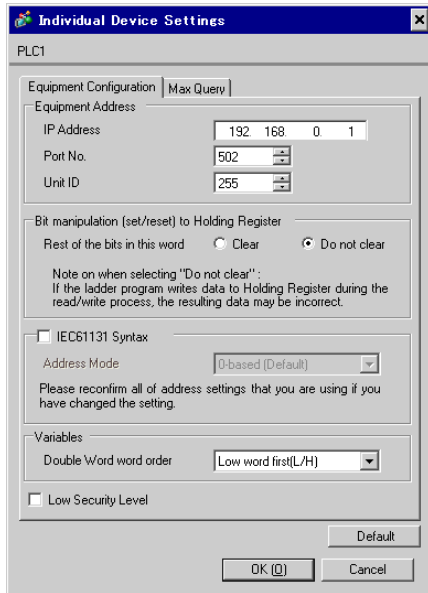 Individual Device Settings
PLC1
Equipment Configuration
Max Query
Equipment Address
IP Address
192. 168. 0. 1
Port No.
502
Unit ID
255
Bit manipulation (set/reset) to Holding Register
Rest of the bits in this word
Clear
Do not clear
Note on when selecting "Do not clear" :
If the ladder program writes data to Holding Register during the
read/write process, the resulting data may be incorrect.
IEC61131 Syntax
Address Mode
0-based (Default)
Please reconfirm all of address settings that you are using if you
have changed the setting.
Variables
Double Word word order
Low word first(L/H)
Low Security Level
Default
OK (O)
Cancel